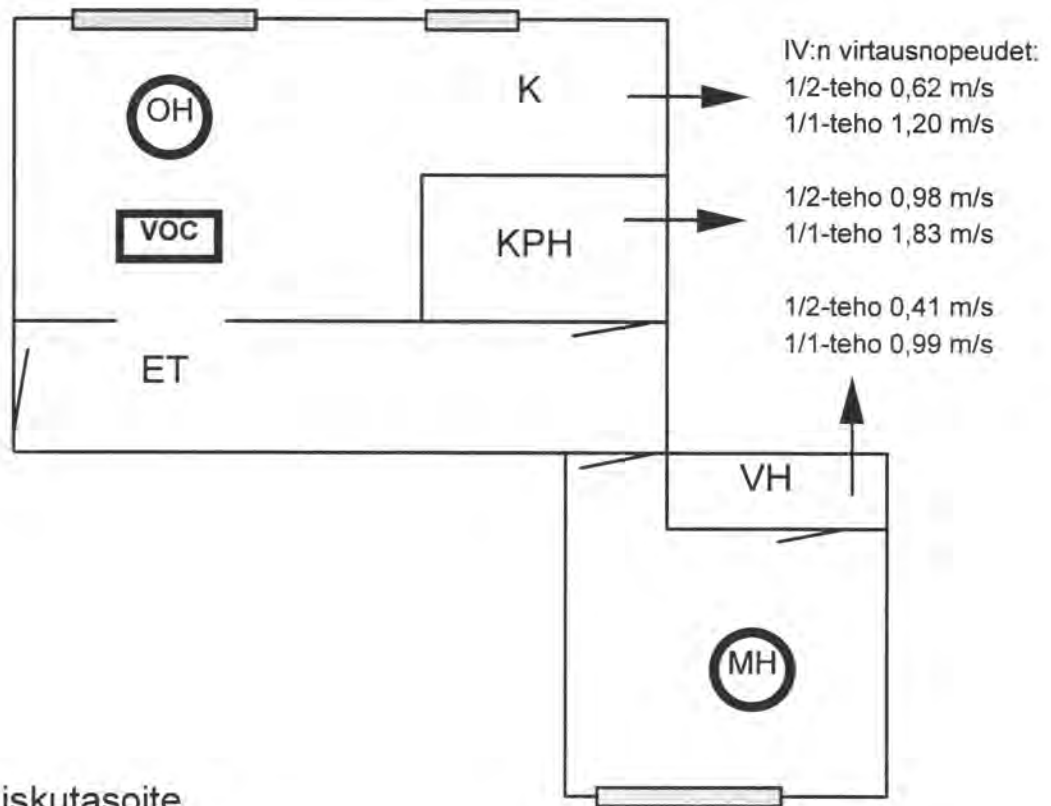 IV:n virtausnopeudet:
1/2-teho 0,62 m/s
1/1-teho 1,20 m/s
1/2-teho 0,98 m/s
1/1-teho 1,83 m/s
1/2-teho 0,41 m/s
1/1-teho 0,99 m/s
OH
K
VOC
KPH
ET
VH
MH
iskutasoite